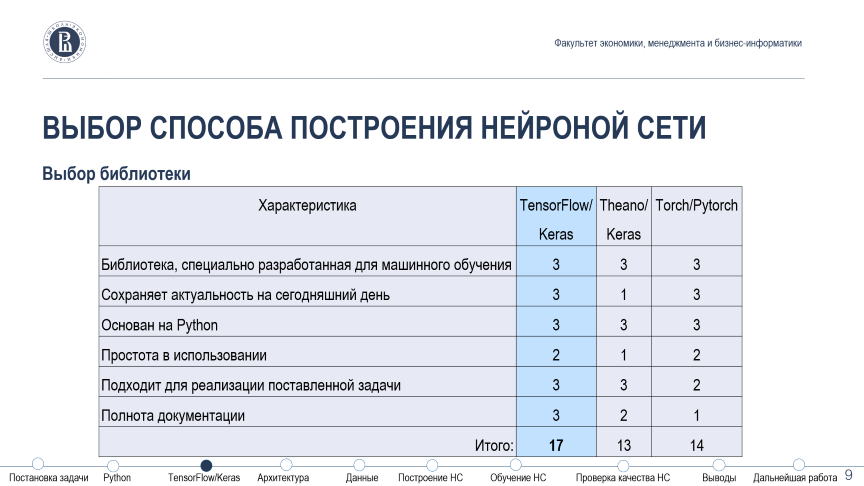 Факультет экономики, менеджмента и бизнес-информатики
ВЫБОР СПОСОБА ПОСТРОЕНИЯ НЕЙРОНОЙ СЕТИ
Выбор библиотеки
Характеристика TensorFlow/ Keras Theano/ Keras Torch/Pytorch
Библиотека, специально разработанная для машинного обучения 3 3 3
Сохраняет актуальность на сегодняшний день 3 1 3
Основан на Python 3 3 3
Простота в использовании 2 1 2
Подходит для реализации поставленной задачи 3 3 2
Полнота документации 3 2 1
Итого: 17 13 14
Постановка задачи Python TensorFlow/Keras Архитектура Данные Построение НС Обучение НС Проверка качества НС Выводы Дальнейшая работа 9